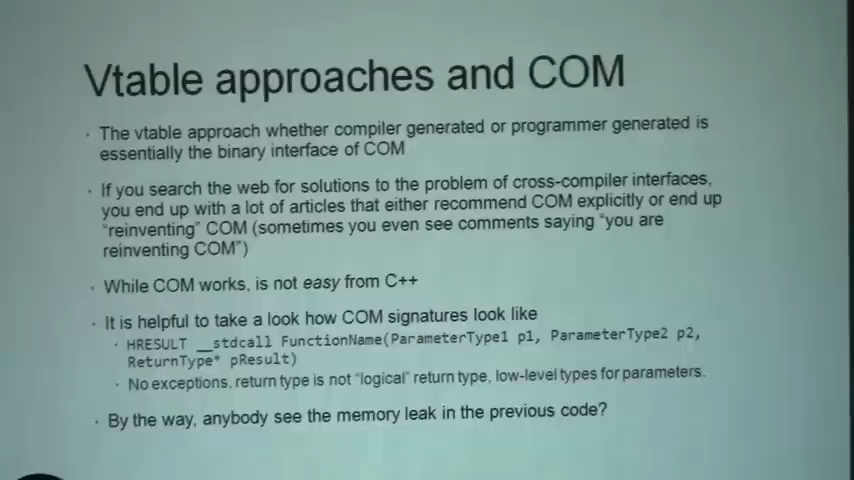 Vtable approaches and COM
· The vtable approach whether compiler generated or programmer generated is
essentially the binary interface of COM
· If you search the web for solutions to the problem of cross-compiler interfaces,
you end up with a lot of articles that either recommend COM explicitly or end up
"reinventing" COM (sometimes you even see comments saying "you are
reinventing COM")
· While COM works, is not easy from C++
· It is helpful to take a look how COM signatures look like
· HRESULT __stdcall FunctionName(ParameterType1 p1, ParameterType2 p2,
ReturnType* pResult)
· No exceptions, return type is not "logical" return type, low-level types for parameters.
· By the way, anybody see the memory leak in the previous code?